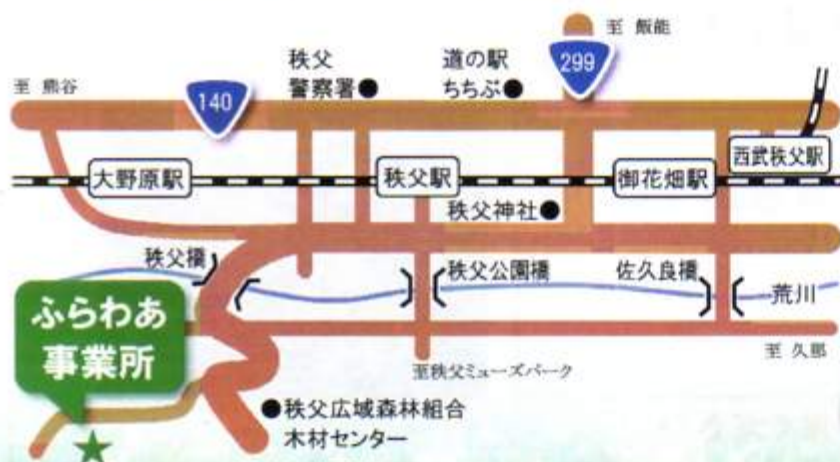 至 飯能
秩父
警察署
道の駅
ちちぶ
299
至 熊谷
140
西武秩父駅
大野原駅
秩父駅
御花畑駅
秩父神社
秩父橋
秩父公園橋
佐久良橋
荒川
ふらわあ
事業所
至 久那
至秩父ミューズパーク
秩父広域森林組合
木材センター